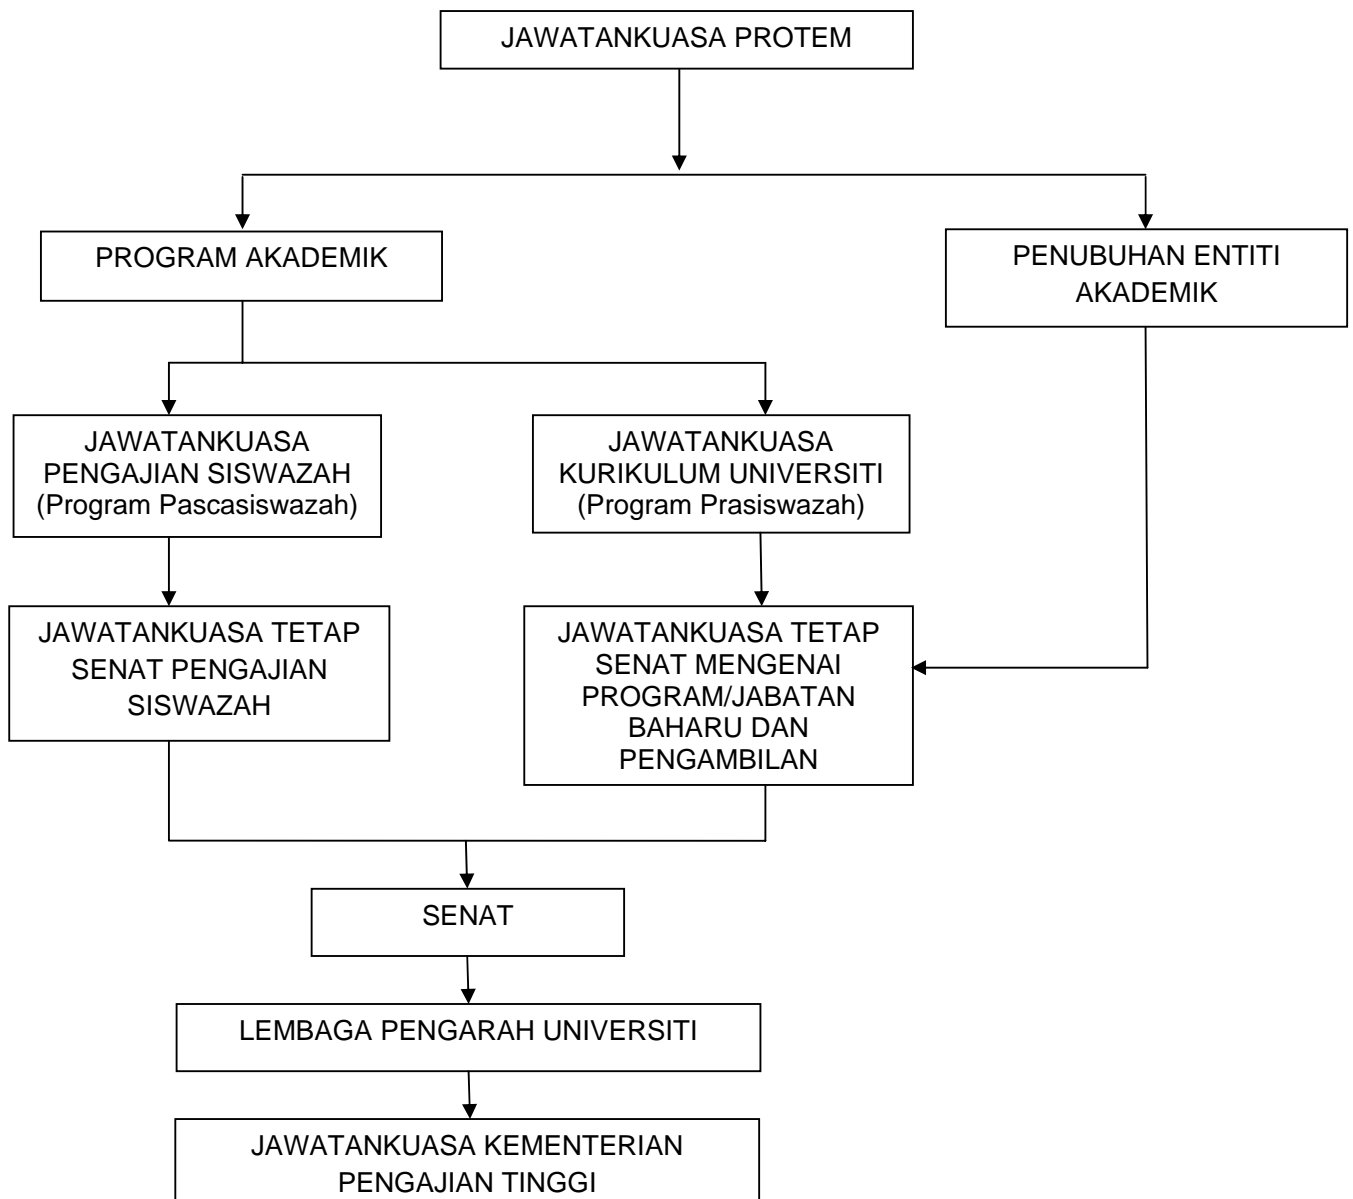 JAWATANKUASA PROTEM
PROGRAM AKADEMIK
PENUBUHAN ENTITI
AKADEMIK
JAWATANKUASA
PENGAJIAN SISWAZAH
(Program Pascasiswazah)
JAWATANKUASA
KURIKULUM UNIVERSITI
(Program Prasiswazah)
JAWATANKUASA TETAP
SENAT PENGAJIAN
SISWAZAH
JAWATANKUASA TETAP
SENAT MENGENAI
PROGRAM/JABATAN
BAHARU DAN
PENGAMBILAN
SENAT
LEMBAGA PENGARAH UNIVERSITI
JAWATANKUASA KEMENTERIAN
PENGAJIAN TINGGI